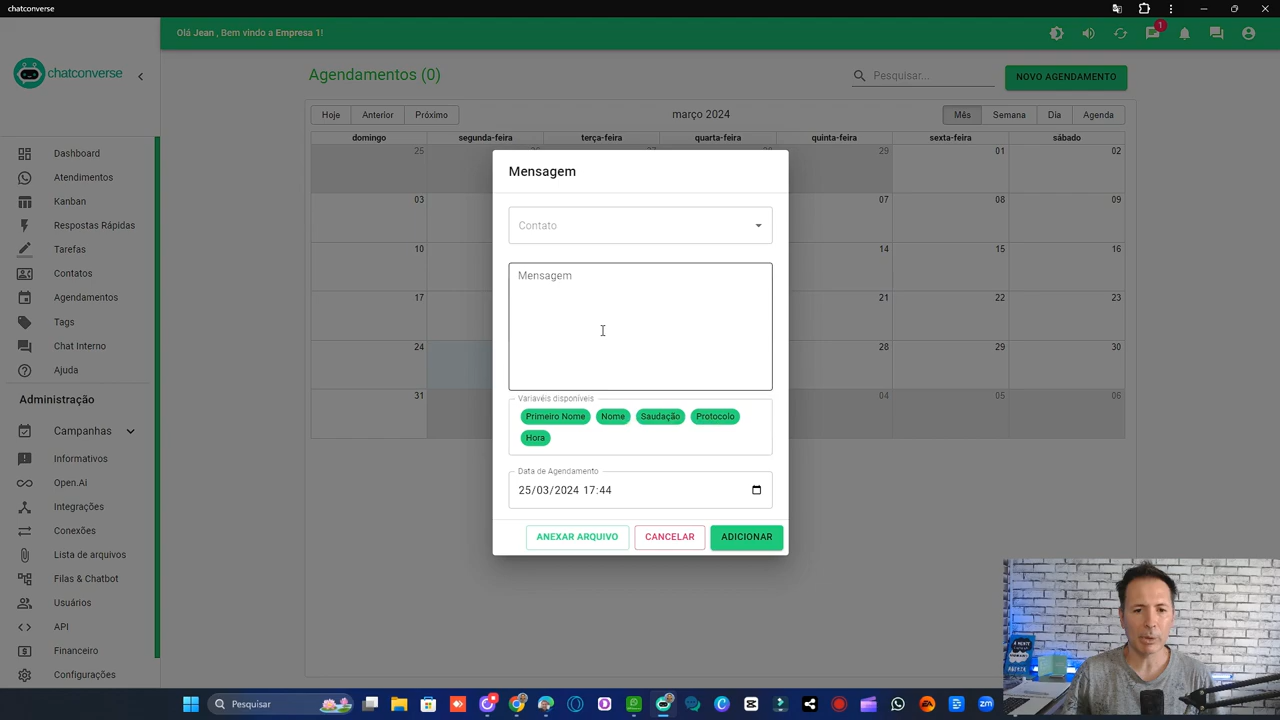 chatconverse
Olá Jean , Bem vindo a Empresa 1!
1
chatconverse
Agendamentos (0)
Pesquisar...
NOVO AGENDAMENTO
Hoje Anterior Próximo
março 2024
Mês Semana Dia Agenda
domingo segunda-feira terça-feira quarta-feira quinta-feira sexta-feira sábado
25 29 01 02
03 07 08 09
10 14 15 16
17 21 22 23
24 28 29 30
31 04 05 06
Dashboard
Atendimentos
Kanban
Respostas Rápidas
Tarefas
Contatos
Agendamentos
Tags
Chat Interno
Ajuda
Administração
Campanhas
Informativos
Open.Ai
Integrações
Conexões
Lista de arquivos
Filas & Chatbot
Usuários
API
Financeiro
Configurações
Mensagem
Contato
Mensagem
Variavéis disponíveis
Primeiro Nome Nome Saudação Protocolo
Hora
Data de Agendamento
25/03/2024 17:44
ANEXAR ARQUIVO CANCELAR ADICIONAR
Pesquisar
zm